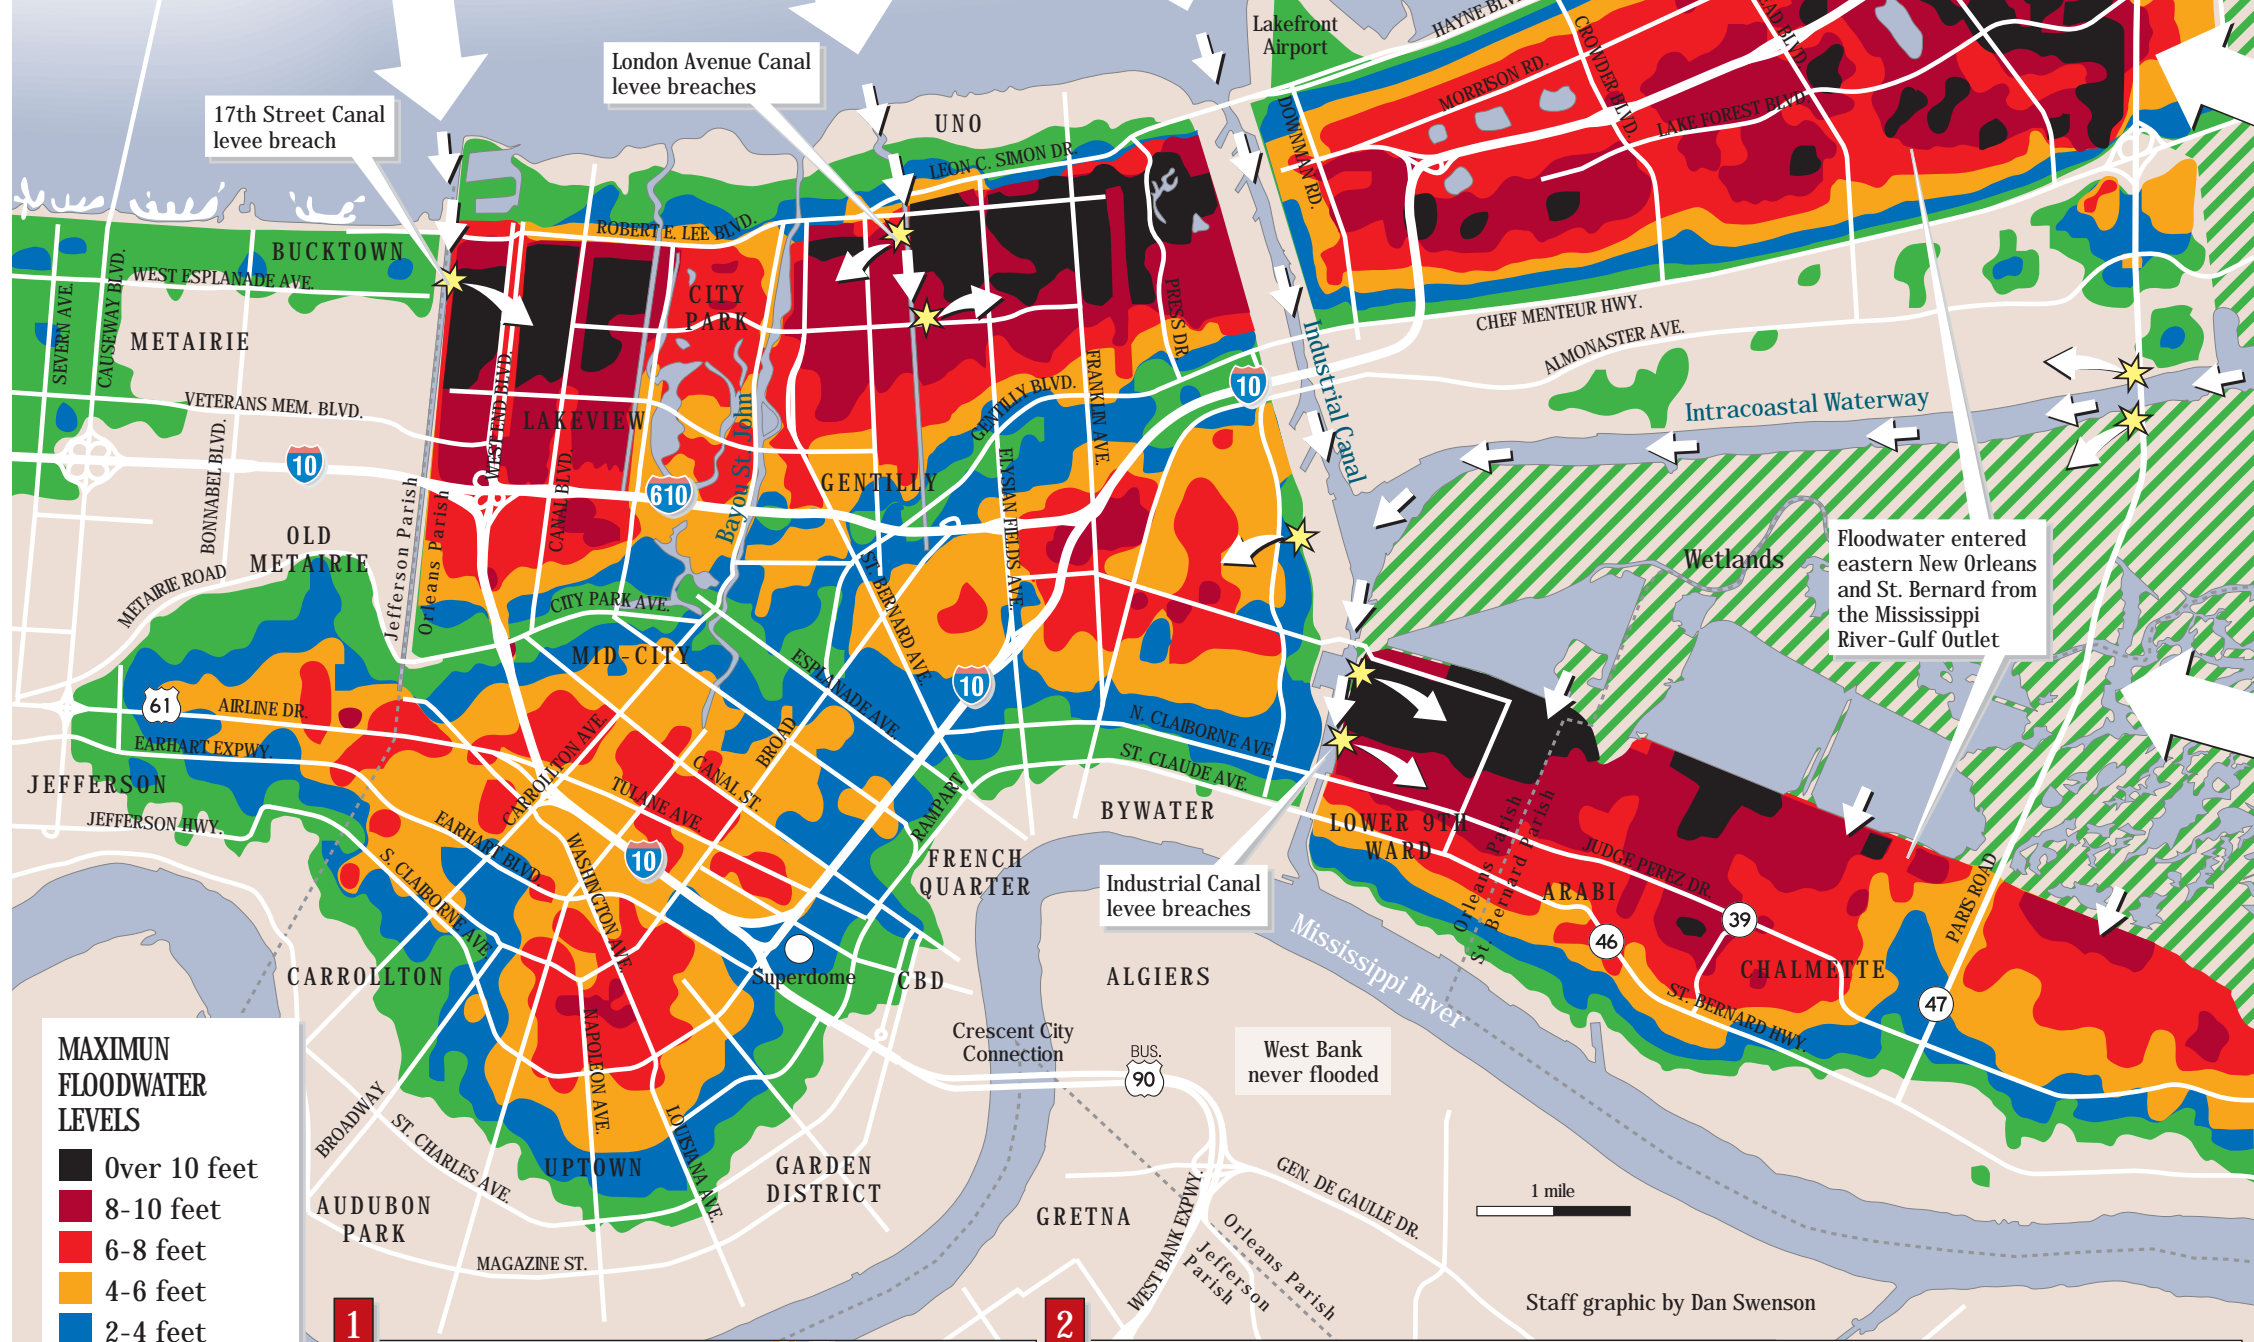 Lakefront
Airport
HAYNE BLV
CROWDER BLVD.
EAD BLVD.
MORRISON RD.
LAKE FOREST BLVD.
DOWNMAN RD.
London Avenue Canal
levee breaches
17th Street Canal
levee breach
UNO
LEON C. SIMON DR.
ROBERT E. LEE BLVD.
BUCKTOWN
WEST ESPLANADE AVE.
SEVERN AVE.
CAUSEWAY BLVD.
METAIRIE
VETERANS MEM. BLVD.
BONNABEL BLVD.
10
OLD
METAIRIE
METAIRIE ROAD
Jefferson Parish
Orleans Parish
WEST END BLVD.
LAKEVIEW
CANAL BLVD.
CITY
PARK
610
Bayou St. John
GENTILLY
GENTILLY BLVD.
FRANKLIN AVE.
PRESS DR.
ELYSIAN FIELDS AVE.
10
Industrial Canal
CHEF MENTEUR HWY.
ALMONASTER AVE.
Intracoastal Waterway
Wetlands
Floodwater entered
eastern New Orleans
and St. Bernard from
the Mississippi
River-Gulf Outlet
CITY PARK AVE.
MID-CITY
ST. BERNARD AVE.
ESPLANADE AVE.
10
BROAD
N. CLAIBORNE AVE.
ST. CLAUDE AVE.
61
AIRLINE DR.
EARHART EXPWY.
JEFFERSON
JEFFERSON HWY.
CARROLLTON AVE.
TULANE AVE.
CANAL ST.
RAMPART
BYWATER
EARHART BLVD.
S. CLAIBORNE AVE.
WASHINGTON AVE.
10
FRENCH
QUARTER
Industrial Canal
levee breaches
LOWER 9TH
WARD
Orleans Parish
St. Bernard Parish
JUDGE PEREZ DR.
ARABI
39
46
CHALMETTE
PARIS ROAD
47
ST. BERNARD HWY.
CARROLLTON
Superdome
CBD
ALGIERS
Mississippi River
Crescent City
Connection
BUS.
90
West Bank
never flooded
NAPOLEON AVE.
LOUISIANA AVE.
BROADWAY
ST. CHARLES AVE.
UPTOWN
GARDEN
DISTRICT
AUDUBON
PARK
MAGAZINE ST.
GRETNA
WEST BANK EXPWY.
GEN. DE GAULLE DR.
Orleans Parish
Jefferson
Parish
1 mile
Staff graphic by Dan Swenson
MAXIMUN
FLOODWATER
LEVELS
Over 10 feet
8-10 feet
6-8 feet
4-6 feet
2-4 feet
1
2